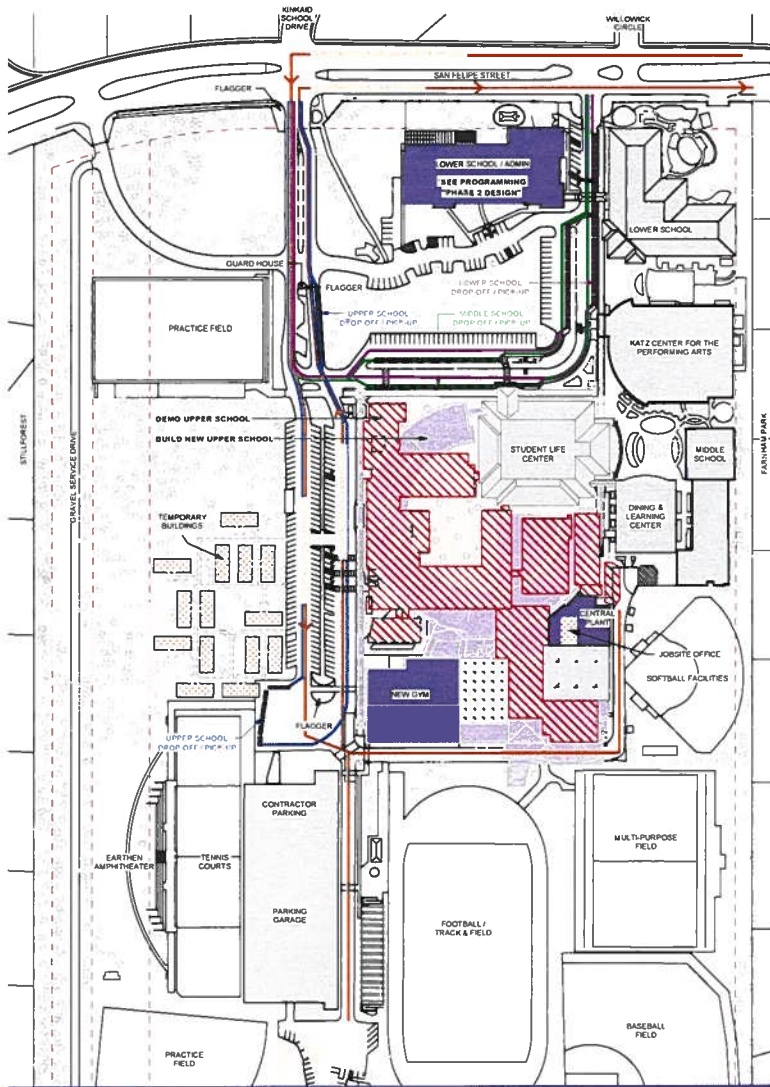 KINKAID
SCHOOL
DRIVE
WILLOWICK
CIRCLE
SAN FELIPE STREET
FLAGGER
LOWER SCHOOL / ADMIN
"SEE PROGRAMMING
"PHASE 2 DESIGN"
LOWER SCHOOL
GUARD HOUSE
FLAGGER
LOWER SCHOOL
DROP OFF / PICK-UP
UPPER SCHOOL
DROP OFF / PICK-UP
MIDDLE SCHOOL
DROP OFF / PICK-UP
PRACTICE FIELD
KATZ CENTER FOR THE
PERFORMING ARTS
DEMO UPPER SCHOOL
BUILD NEW UPPER SCHOOL
STUDENT LIFE
CENTER
MIDDLE
SCHOOL
STILLFOREST
GRAVEL SERVICE DRIVE
FARNHAM PARK
TEMPORARY
BUILDINGS
DINING &
LEARNING
CENTER
CENTRAL
PLANT
JOBSITE OFFICE
SOFTBALL FACILITIES
NEW GYM
FLAGGER
UPPER SCHOOL
DROP OFF / PICK-UP
CONTRACTOR
PARKING
EARTHEN
AMPHITHEATER
TENNIS
COURTS
PARKING
GARAGE
FOOTBALL /
TRACK & FIELD
MULTI-PURPOSE
FIELD
BASEBALL
FIELD
PRACTICE
FIELD